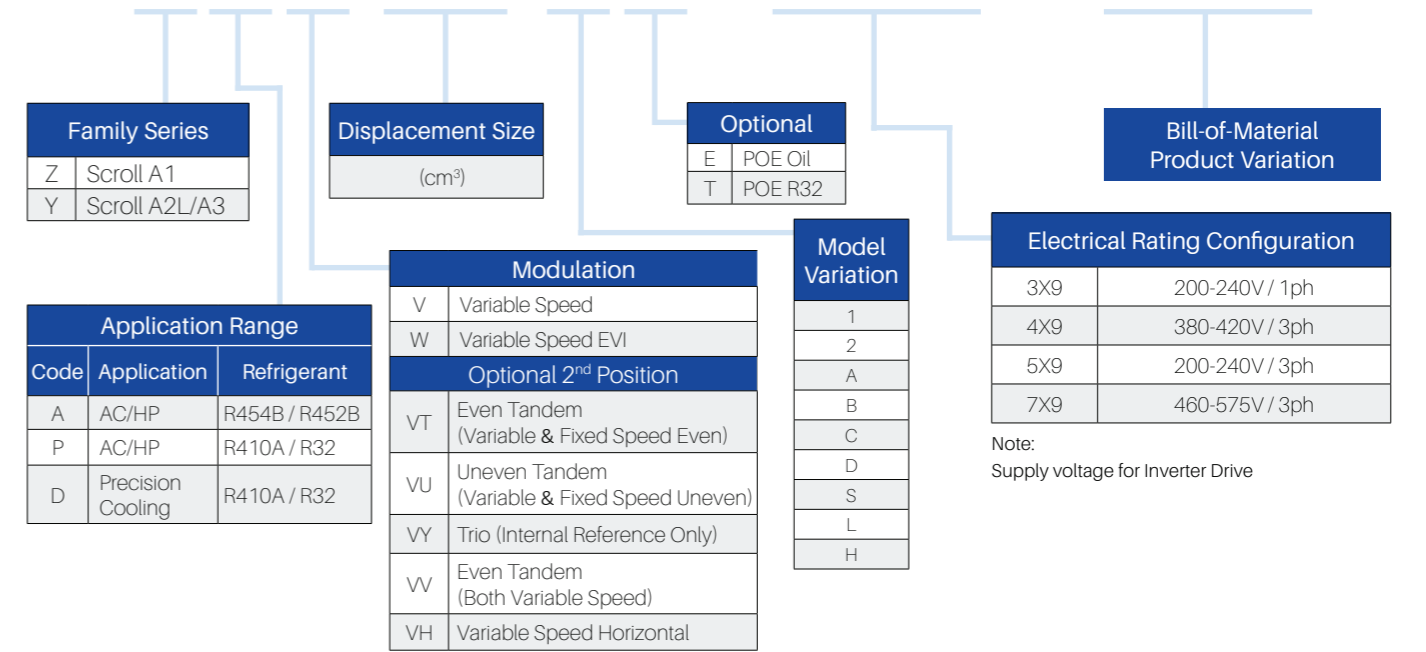 Family Series
Z Scroll A1
Y Scroll A2L/A3
Displacement Size
(cm³)
Optional
E POE Oil
T POE R32
Bill-of-Material
Product Variation
Application Range
Code Application Refrigerant
A AC/HP R454B / R452B
P AC/HP R410A / R32
D Precision Cooling R410A / R32
Modulation
V Variable Speed
W Variable Speed EVI
Optional 2nd Position
VT Even Tandem
(Variable & Fixed Speed Even)
VU Uneven Tandem
(Variable & Fixed Speed Uneven)
VY Trio (Internal Reference Only)
VV Even Tandem
(Both Variable Speed)
VH Variable Speed Horizontal
Model
Variation
1
2
A
B
C
D
S
L
H
Electrical Rating Configuration
3X9 200-240V / 1ph
4X9 380-420V / 3ph
5X9 200-240V / 3ph
7X9 460-575V / 3ph
Note:
Supply voltage for Inverter Drive